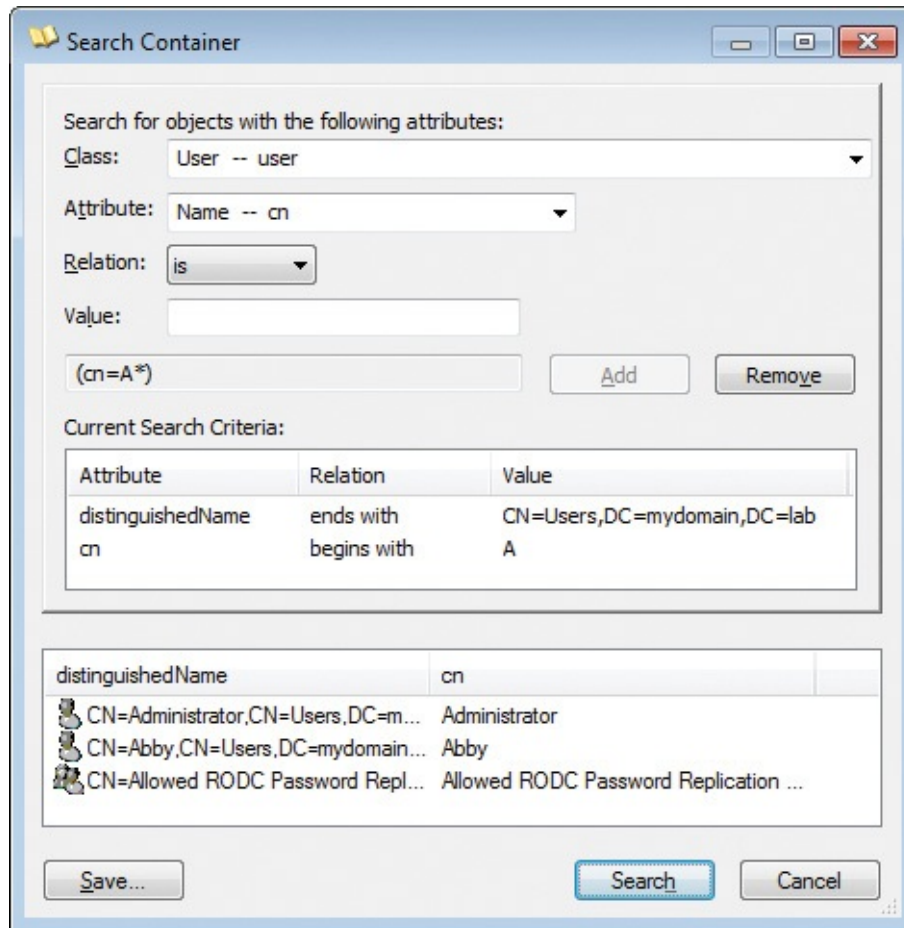 Search Container
Search for objects with the following attributes:
Class: User -- user
Attribute: Name -- cn
Relation: is
Value:
(cn=A*) Add Remove
Current Search Criteria:
Attribute Relation Value
distinguishedName ends with CN=Users,DC=mydomain,DC=lab
cn begins with A
distinguishedName cn
CN=Administrator,CN=Users,DC=m... Administrator
CN=Abby,CN=Users,DC=mydomain... Abby
CN=Allowed RODC Password Repl... Allowed RODC Password Replication ...
Save... Search Cancel